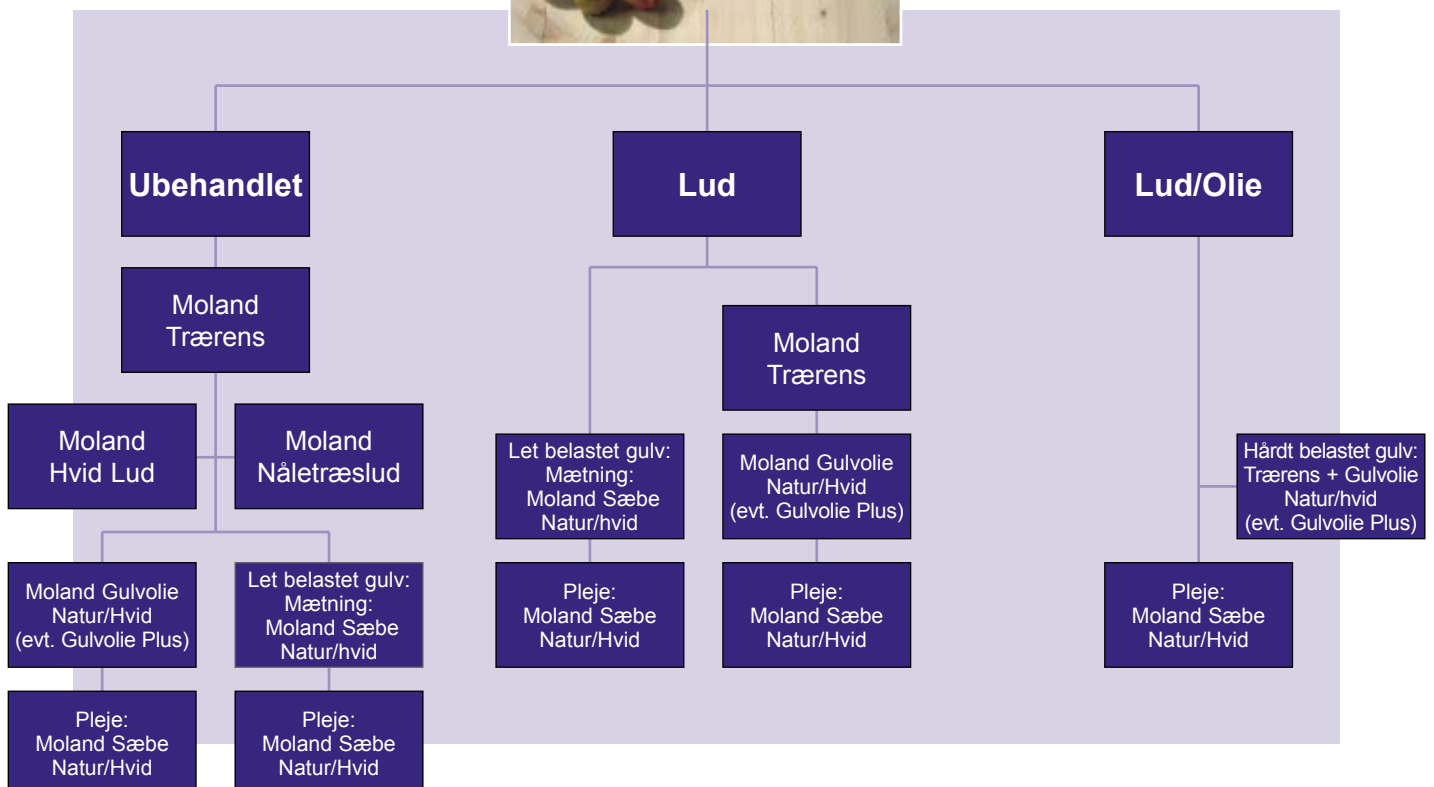 Ubehandlet
Lud
Lud/Olie
Moland
Trærens
Moland
Trærens
Moland
Hvid Lud
Moland
Nåletræslud
Let belastet gulv:
Mætning:
Moland Sæbe
Natur/hvid
Moland Gulvolie
Natur/Hvid
(evt. Gulvolie Plus)
Hårdt belastet gulv:
Trærens + Gulvolie
Natur/hvid
(evt. Gulvolie Plus)
Moland Gulvolie
Natur/Hvid
(evt. Gulvolie Plus)
Let belastet gulv:
Mætning:
Moland Sæbe
Natur/hvid
Pleje:
Moland Sæbe
Natur/Hvid
Pleje:
Moland Sæbe
Natur/Hvid
Pleje:
Moland Sæbe
Natur/Hvid
Pleje:
Moland Sæbe
Natur/Hvid
Pleje:
Moland Sæbe
Natur/Hvid